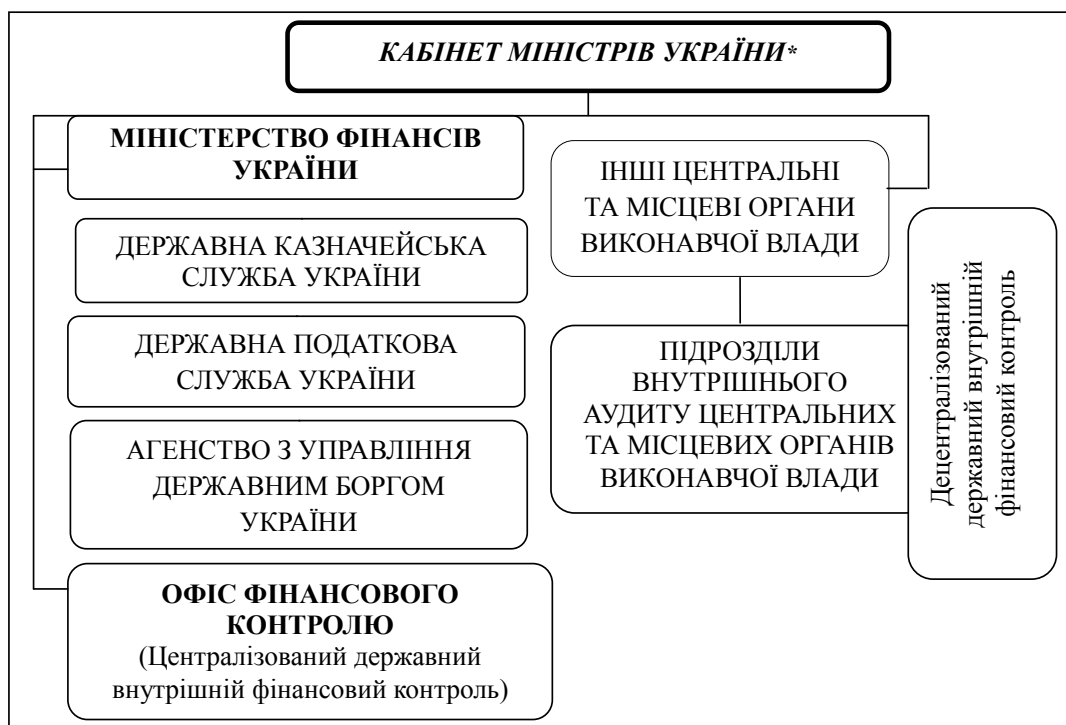 КАБІНЕТ МІНІСТРІВ УКРАЇНИ*
МІНІСТЕРСТВО ФІНАНСІВ
УКРАЇНИ
ДЕРЖАВНА КАЗНАЧЕЙСЬКА
СЛУЖБА УКРАЇНИ
ДЕРЖАВНА ПОДАТКОВА
СЛУЖБА УКРАЇНИ
АГЕНСТВО З УПРАВЛІННЯ
ДЕРЖАВНИМ БОРГОМ
УКРАЇНИ
ОФІС ФІНАНСОВОГО
КОНТРОЛЮ
(Централізований державний
внутрішній фінансовий контроль)
ІНШІ ЦЕНТРАЛЬНІ
ТА МІСЦЕВІ ОРГАНИ
ВИКОНАВЧОЇ ВЛАДИ
ПІДРОЗДІЛИ
ВНУТРІШНЬОГО
АУДИТУ ЦЕНТРАЛЬНИХ
ТА МІСЦЕВИХ ОРГАНІВ
ВИКОНАВЧОЇ ВЛАДИ
Децентралізований
державний внутрішній
фінансовий контроль